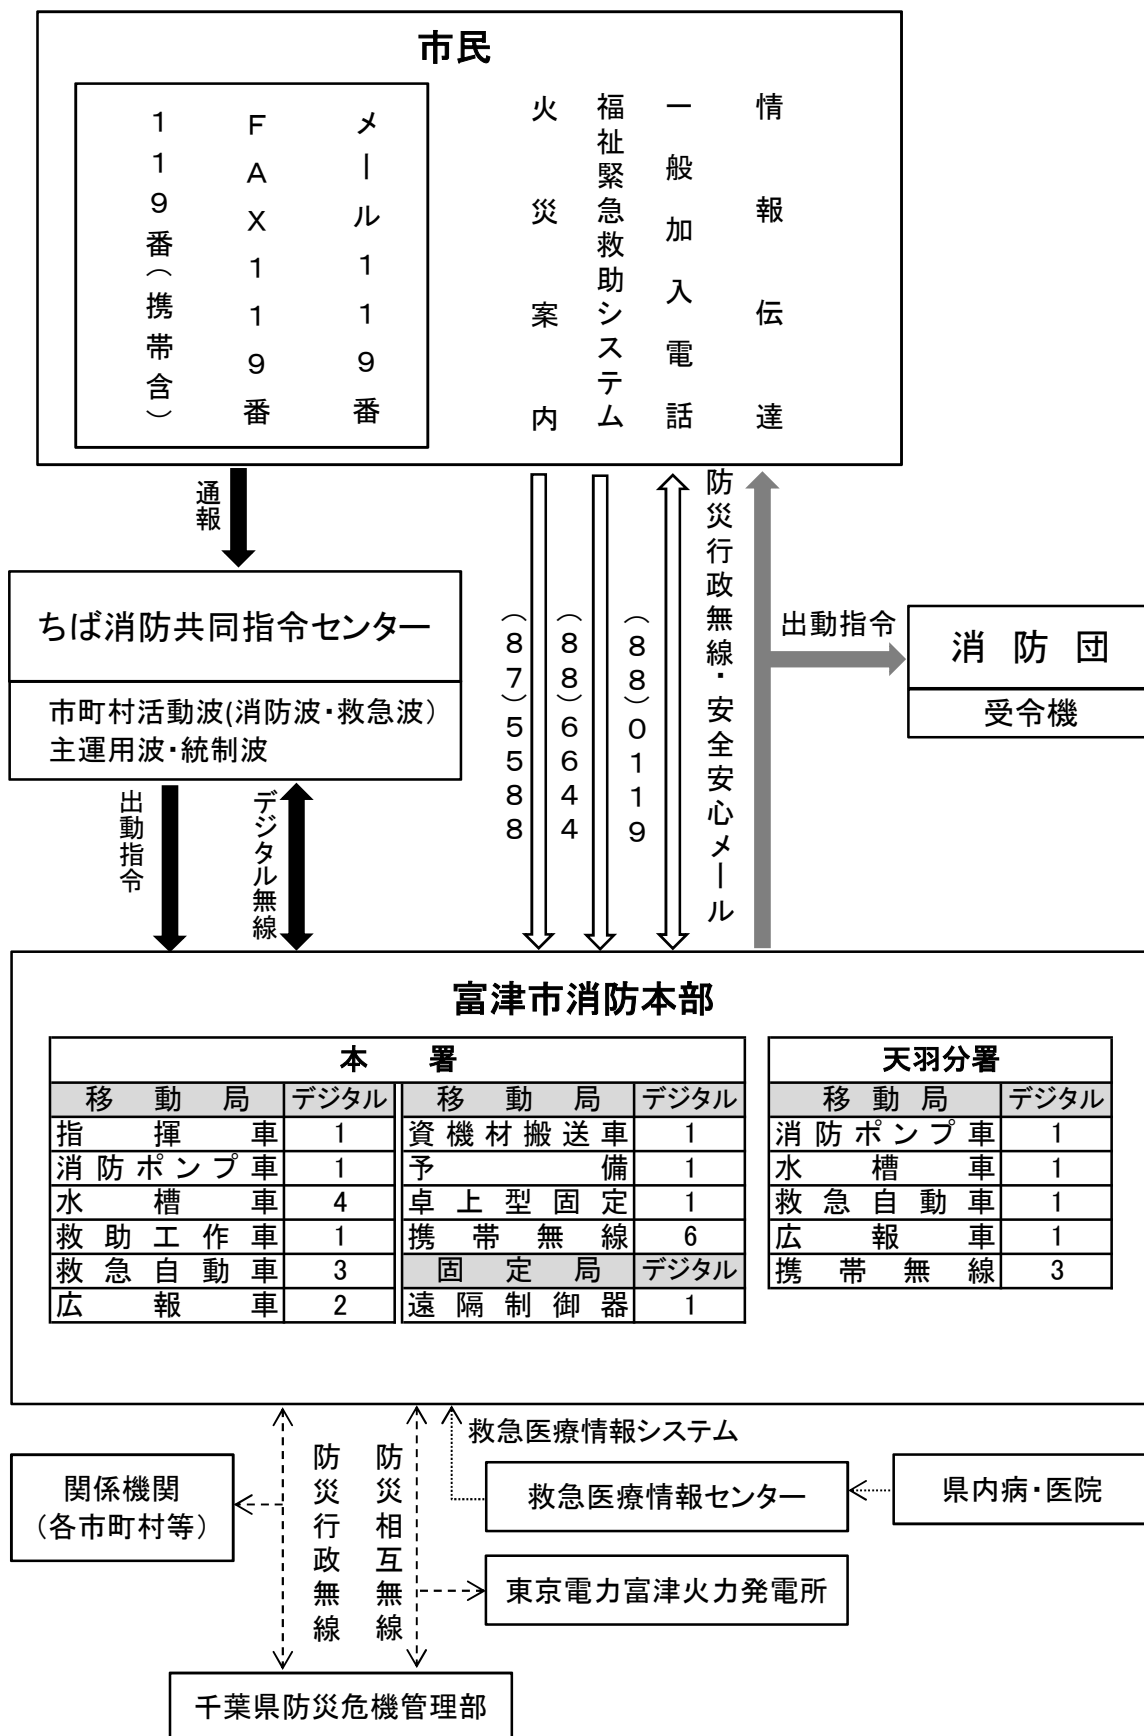 市民
119番(携帯含)
FAX119番
メール119番
火災案内
福祉緊急救助システム
一般加入電話
情報伝達
通報
ちば消防共同指令センター
市町村活動波(消防波・救急波)
主運用波・統制波
出動指令
デジタル無線
(87)5588
(88)6644
(88)0119
防災行政無線・安全安心メール
出動指令
消防団
受令機
富津市消防本部
本署
移動局 デジタル 移動局 デジタル
指揮車 1 資機材搬送車 1
消防ポンプ車 1 予備 1
水槽車 4 卓上型固定 1
救助工作車 1 携帯無線 6
救急自動車 3 固定局 デジタル
広報車 2 遠隔制御器 1
天羽分署
移動局 デジタル
消防ポンプ車 1
水槽車 1
救急自動車 1
広報車 1
携帯無線 3
関係機関
(各市町村等)
防災行政無線
防災相互無線
救急医療情報システム
救急医療情報センター
県内病・医院
東京電力富津火力発電所
千葉県防災危機管理部